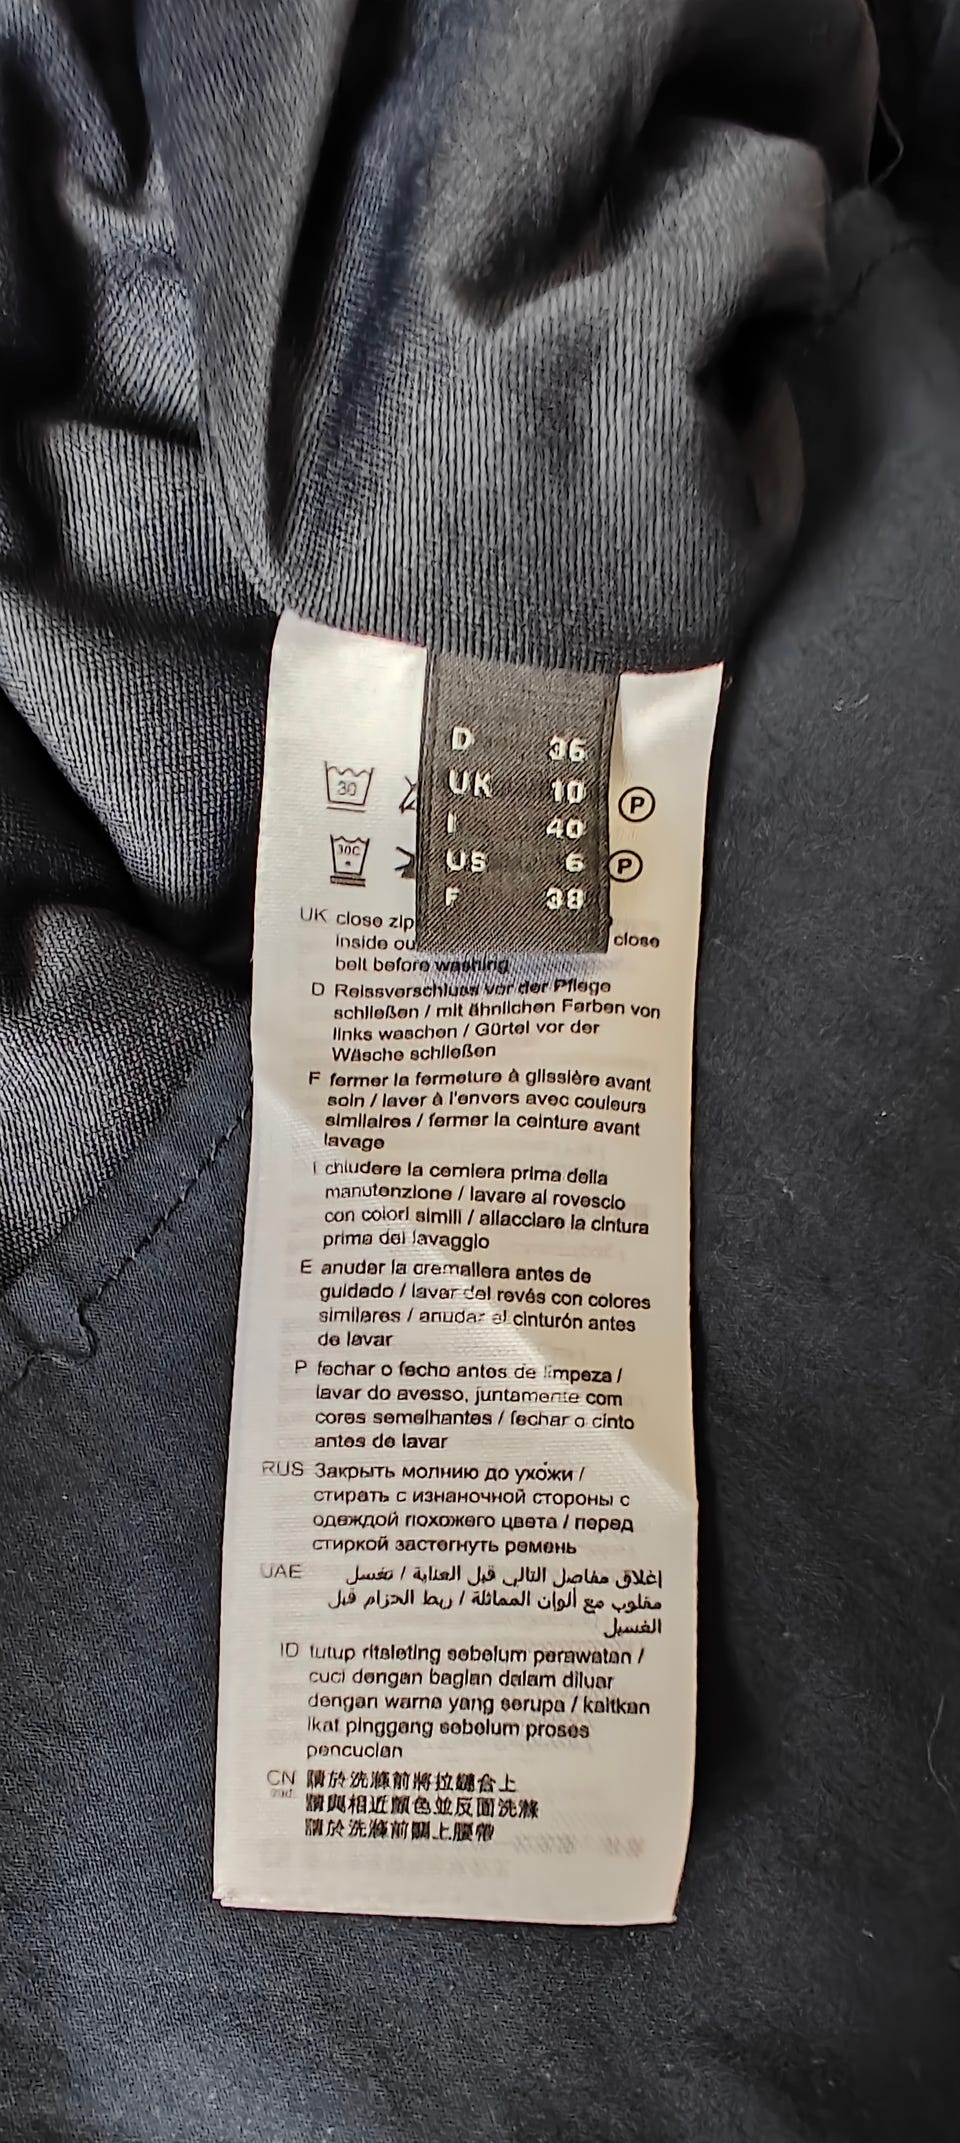 D 36
UK 10
I 40
US 6
F 38
30
30C
P
P
UK close zip
inside ou close
belt before washing
D Reissverschluss vor der Pflege
schließen / mit ähnlichen Farben von
links waschen / Gürtel vor der
Wäsche schließen
F fermer la fermeture à glissière avant
soin / laver à l'envers avec couleurs
similaires / fermer la ceinture avant
lavage
I chiudere la cerniera prima della
manutenzione / lavare al rovescio
con colori simili / allacciare la cintura
prima del lavaggio
E anudar la cremallera antes de
guidado / lavar del revés con colores
similares / anudar el cinturón antes
de lavar
P fechar o fecho antes de limpeza /
lavar do avesso, juntamente com
cores semelhantes / fechar o cinto
antes de lavar
RUS Закрыть молнию до ухожи /
стирать с изнаночной стороны с
одеждой похожего цвета / перед
стиркой застегнуть ремень
UAE إغلاق مفاصل التالي قبل العناية / تغسل
مقلوب مع ألوان المماثلة / ربط الحزام قبل
الغسيل
ID tutup ritsleting sebelum perawatan /
cuci dengan bagian dalam diluar
dengan warna yang serupa / kaitkan
ikat pinggang sebelum proses
pencucian
CN 請於洗滌前將拉鏈合上
trad. 請與相近顏色並反面洗滌
請於洗滌前關上腰帶